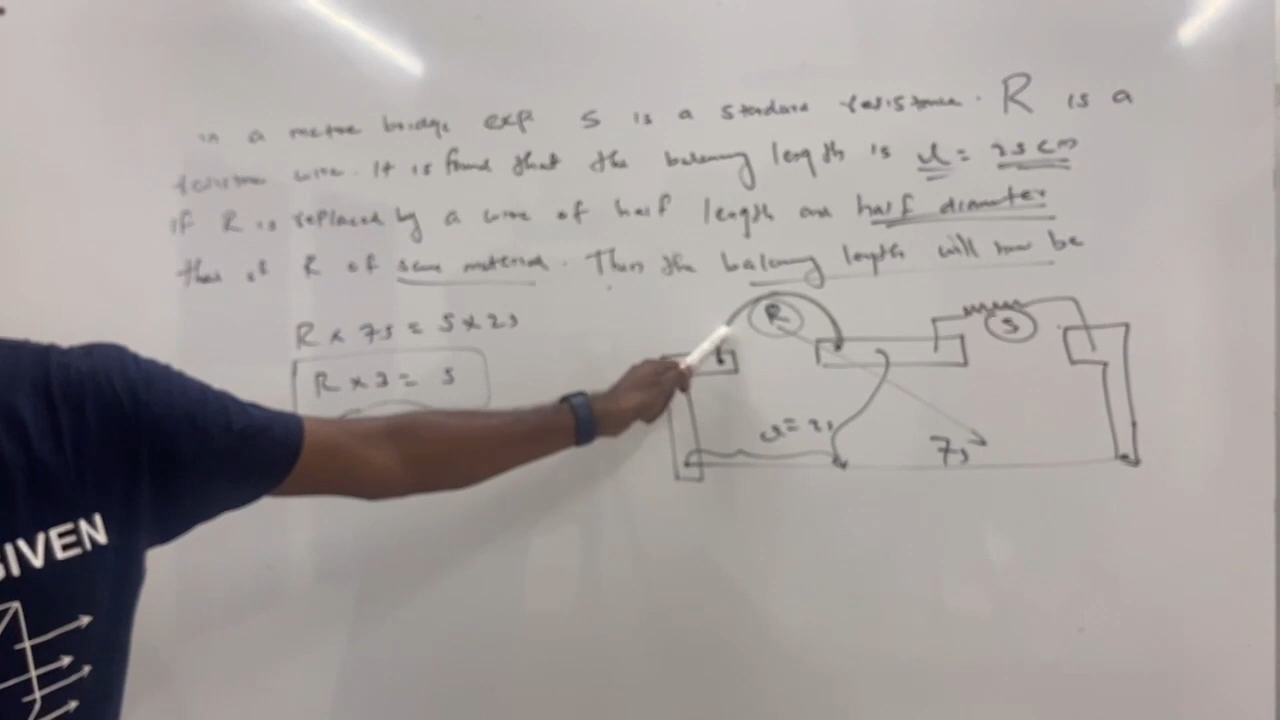 in a metre bridge exp S is a standard resistance. R is a
resistance wire. It is found that the balancing length is l = 25 cm
if R is replaced by a wire of half length and half diameter
that of R of same material. Then the balancing length will now be
R × 75 = S × 25
R × 3 = S
R
S
l = 25
75
GIVEN